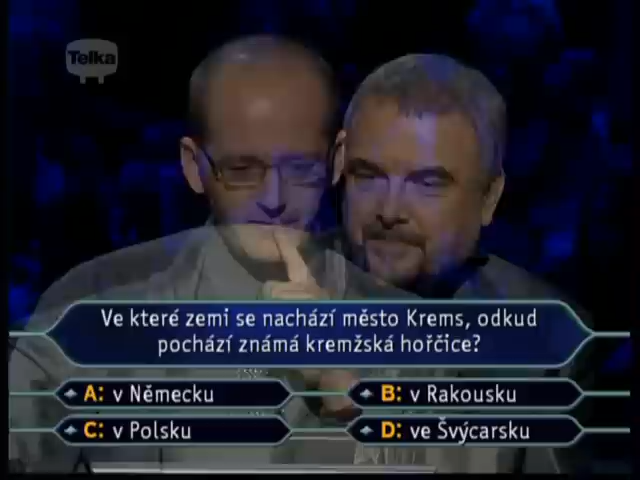 Telka
Ve které zemi se nachází město Krems, odkud
pochází známá kremžská hořčice?
A: v Německu
B: v Rakousku
C: v Polsku
D: ve Švýcarsku